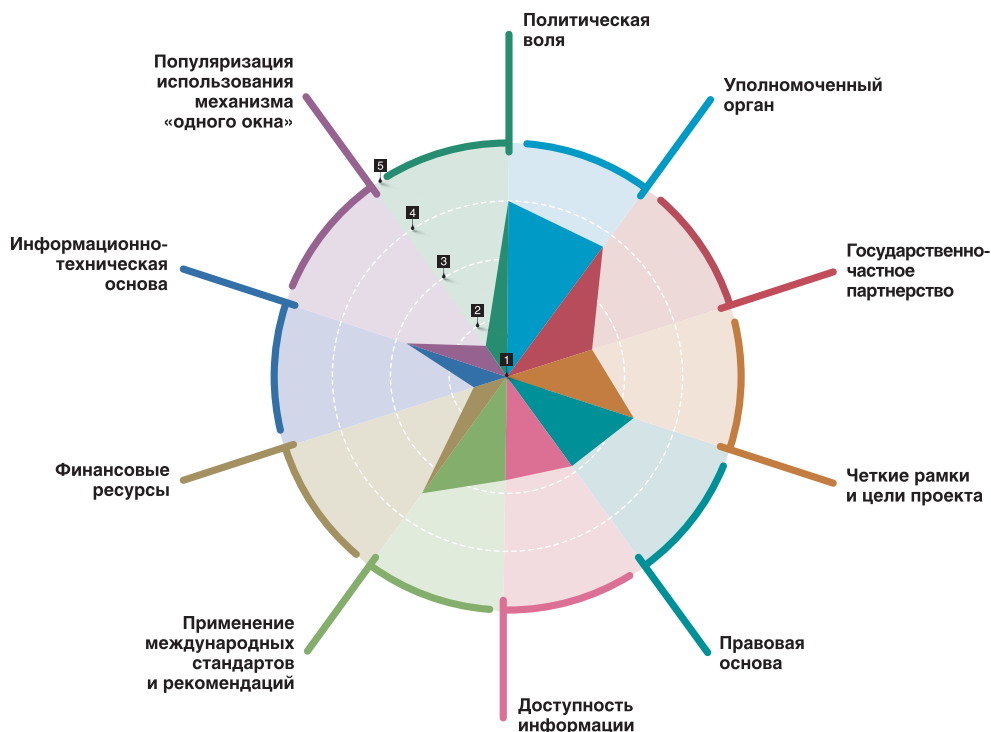 Политическая
воля
Уполномоченный
орган
Государственно-
частное
партнерство
Четкие рамки
и цели проекта
Правовая
основа
Доступность
информации
Применение
международных
стандартов
и рекомендаций
Финансовые
ресурсы
Информационно-
техническая
основа
Популяризация
использования
механизма
«одного окна»
5
4
3
2
1